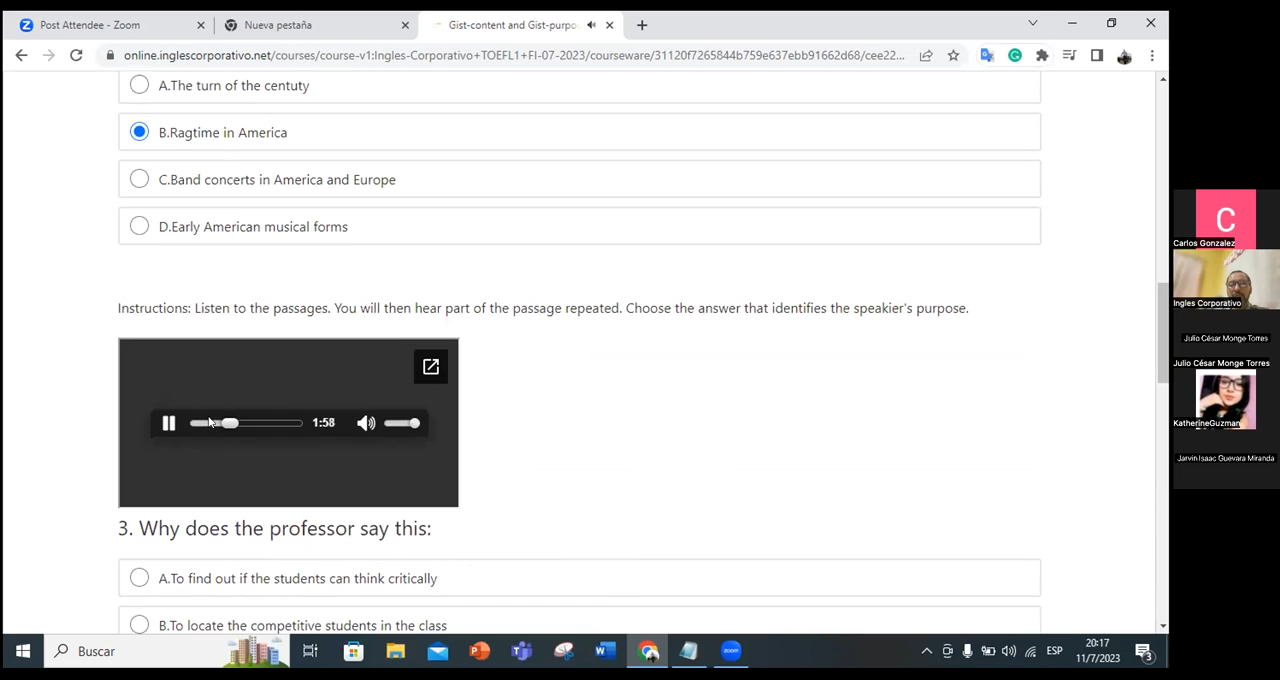 Post Attendee - Zoom
Nueva pestaña
Gist-content and Gist-purpo
online.inglescorporativo.net/courses/course-v1:Ingles-Corporativo+TOEFL1+FI-07-2023/courseware/31120f7265844b759e637ebb91662d68/cee22...
A.The turn of the centuty
B.Ragtime in America
C.Band concerts in America and Europe
D.Early American musical forms
Instructions: Listen to the passages. You will then hear part of the passage repeated. Choose the answer that identifies the speakier's purpose.
1:58
3. Why does the professor say this:
A.To find out if the students can think critically
B.To locate the competitive students in the class
C
Carlos Gonzalez
Ingles Corporativo
Julio César Monge Torres
Julio César Monge Torres
KatherineGuzman
Jarvin Isaac Guevara Miranda
Buscar
zoom
ESP
20:17
11/7/2023
3